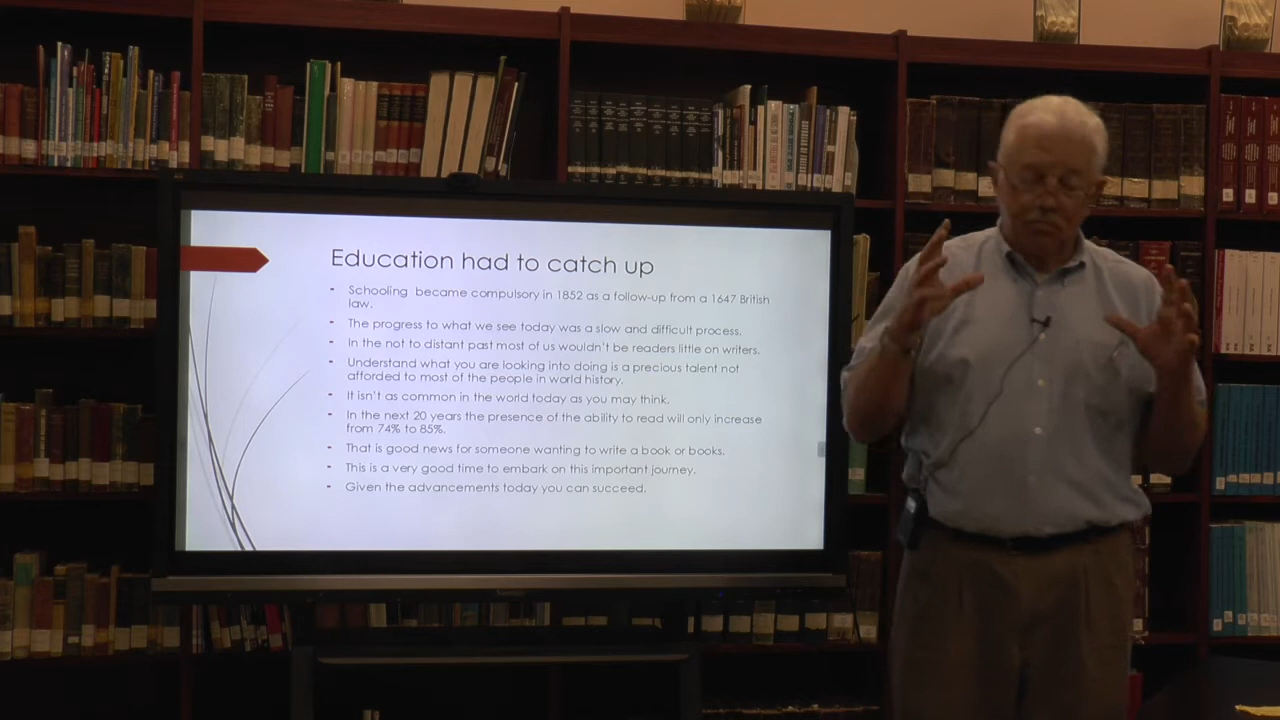 Education had to catch up
- Schooling became compulsory in 1852 as a follow-up from a 1647 British
law.
- The progress to what we see today was a slow and difficult process.
- In the not to distant past most of us wouldn't be readers little on writers.
- Understand what you are looking into doing is a precious talent not
afforded to most of the people in world history.
- It isn't as common in the world today as you may think.
- In the next 20 years the presence of the ability to read will only increase
from 74% to 85%.
- That is good news for someone wanting to write a book or books.
- This is a very good time to embark on this important journey.
- Given the advancements today you can succeed.